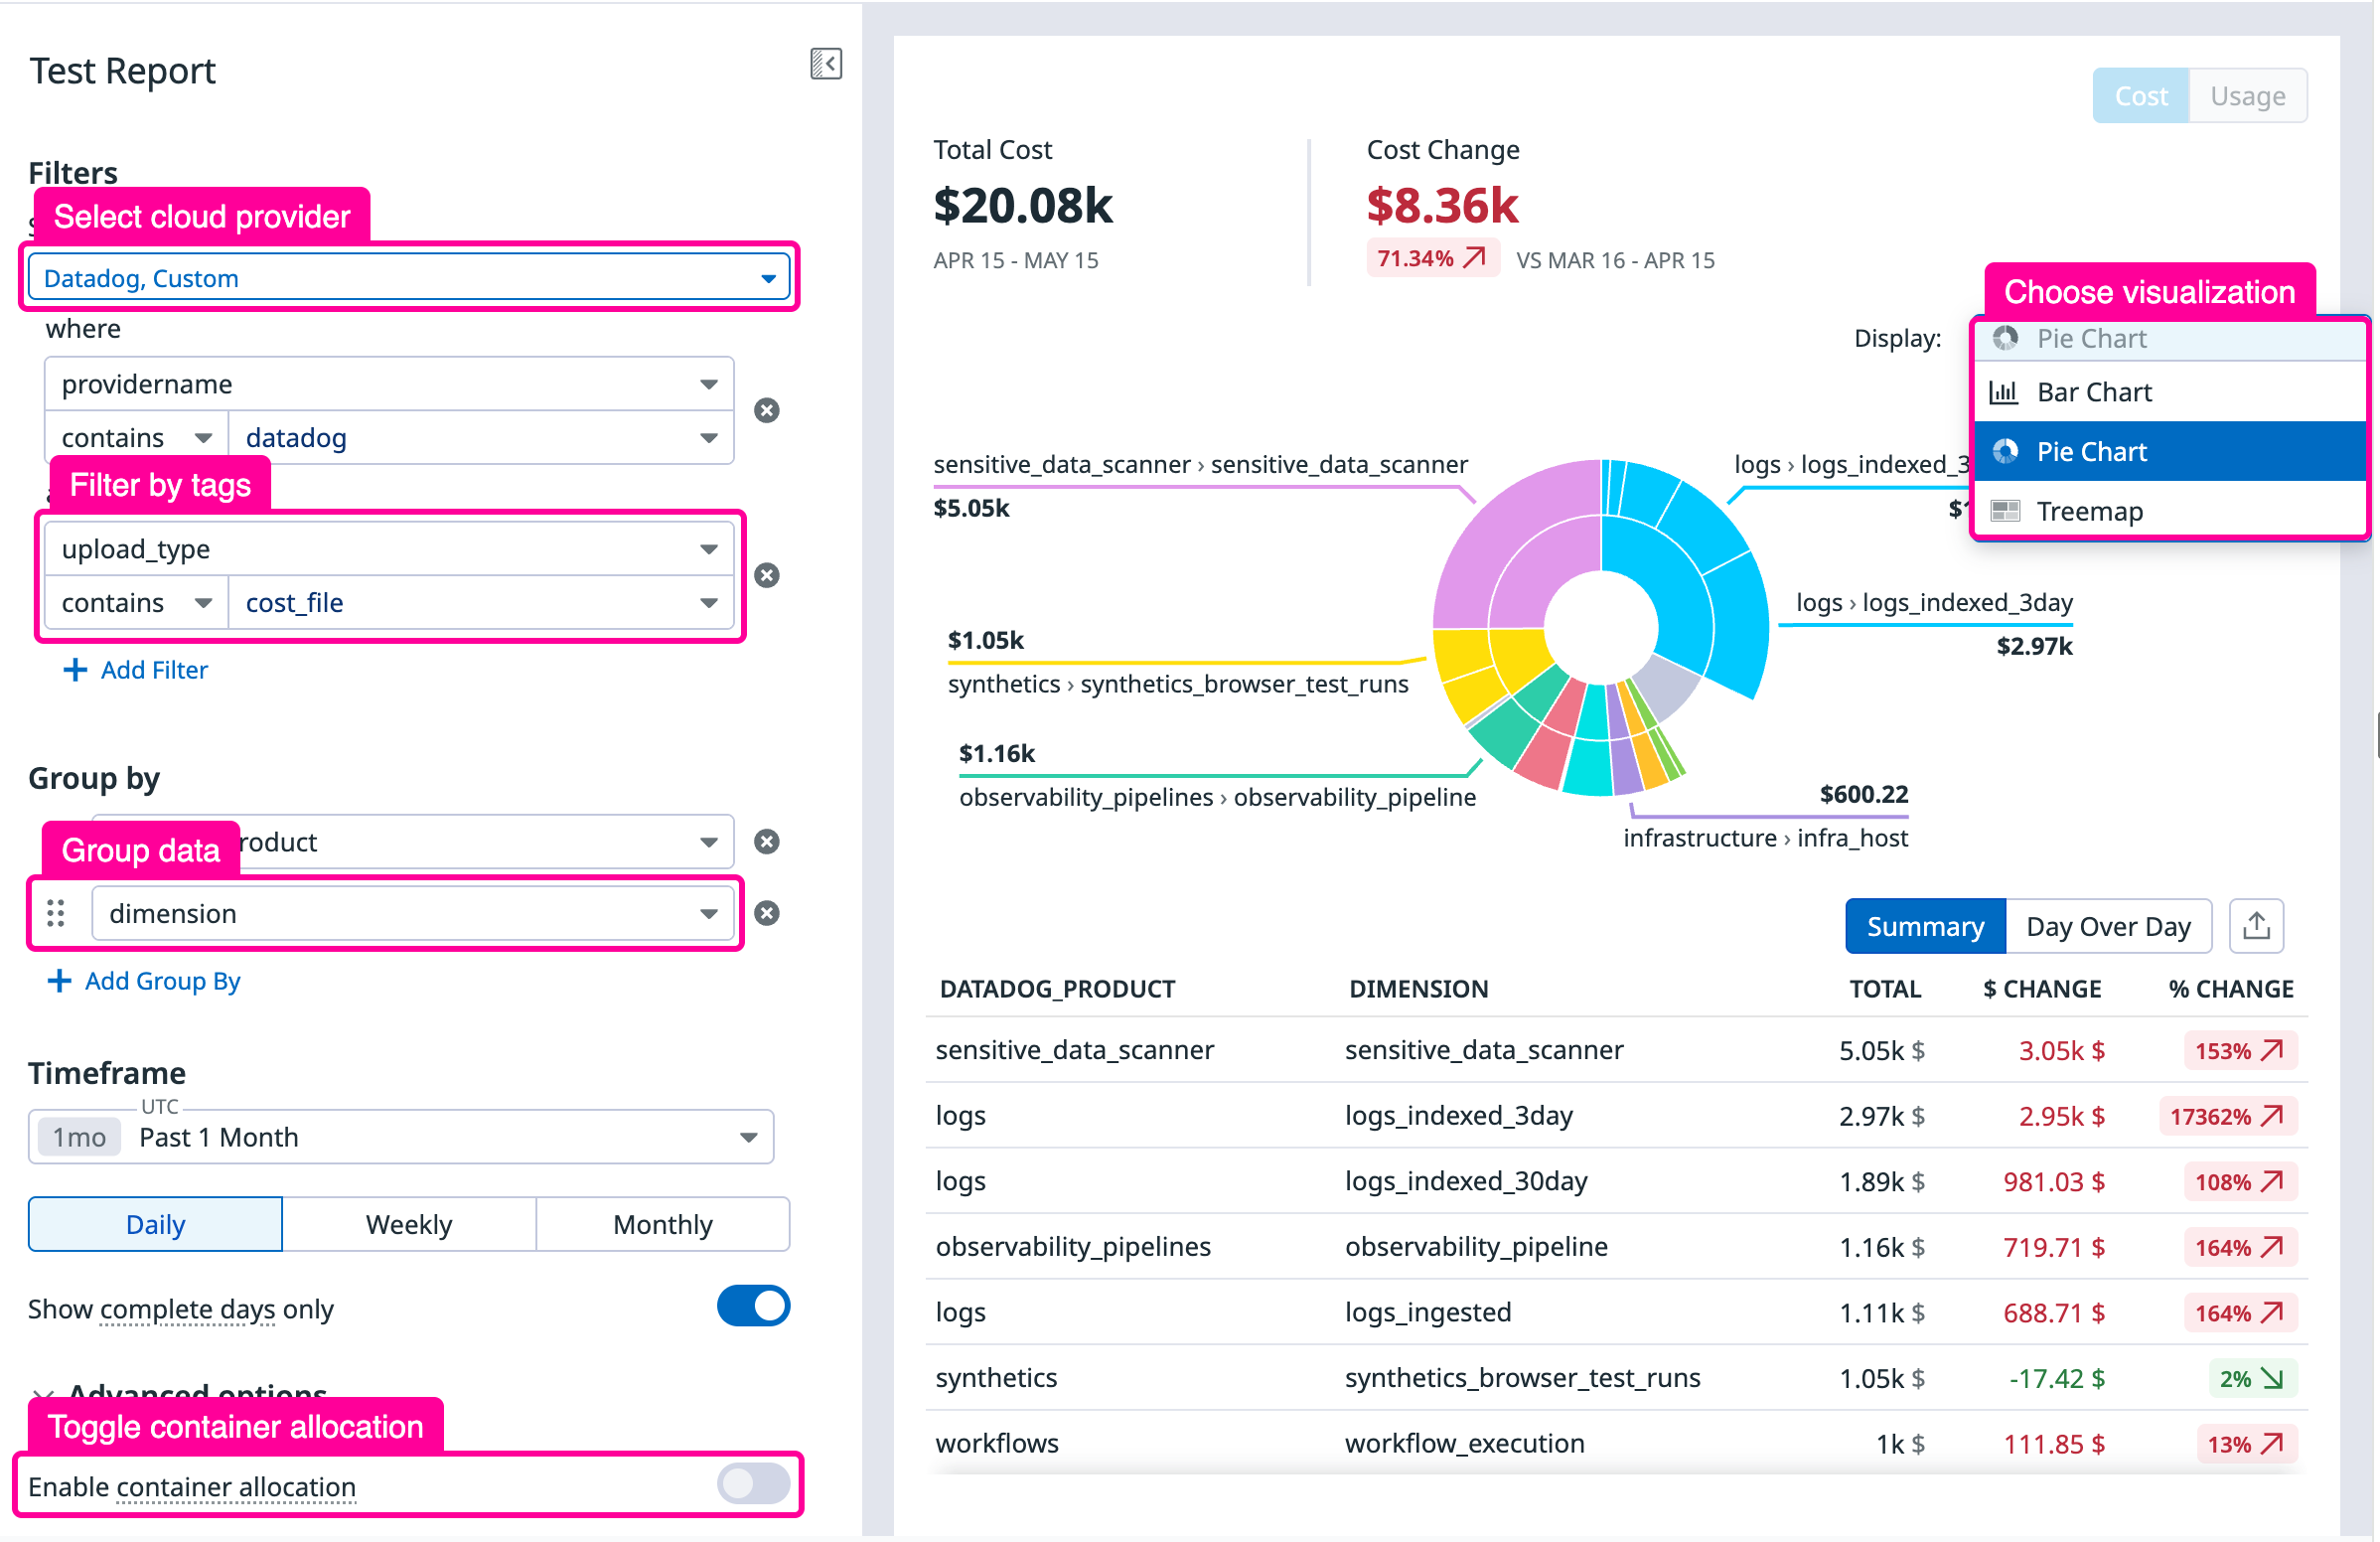 Test Report
Filters
Select cloud provider
Datadog, Custom
where
providername
contains
datadog
Filter by tags
upload_type
contains
cost_file
Add Filter
Group by
Group data
roduct
dimension
Add Group By
Timeframe
UTC
1mo
Past 1 Month
Daily
Weekly
Monthly
Show complete days only
Advanced options
Toggle container allocation
Enable container allocation
Cost
Usage
Total Cost
$20.08k
APR 15 - MAY 15
Cost Change
$8.36k
71.34%
VS MAR 16 - APR 15
Choose visualization
Display:
Pie Chart
Bar Chart
Pie Chart
Treemap
sensitive_data_scanner › sensitive_data_scanner
$5.05k
logs › logs_indexed_3
$1
logs › logs_indexed_3day
$2.97k
$1.05k
synthetics › synthetics_browser_test_runs
$1.16k
observability_pipelines › observability_pipeline
$600.22
infrastructure › infra_host
Summary
Day Over Day
DATADOG_PRODUCT DIMENSION TOTAL $ CHANGE % CHANGE
sensitive_data_scanner sensitive_data_scanner 5.05k $ 3.05k $ 153%
logs logs_indexed_3day 2.97k $ 2.95k $ 17362%
logs logs_indexed_30day 1.89k $ 981.03 $ 108%
observability_pipelines observability_pipeline 1.16k $ 719.71 $ 164%
logs logs_ingested 1.11k $ 688.71 $ 164%
synthetics synthetics_browser_test_runs 1.05k $ -17.42 $ 2%
workflows workflow_execution 1k $ 111.85 $ 13%